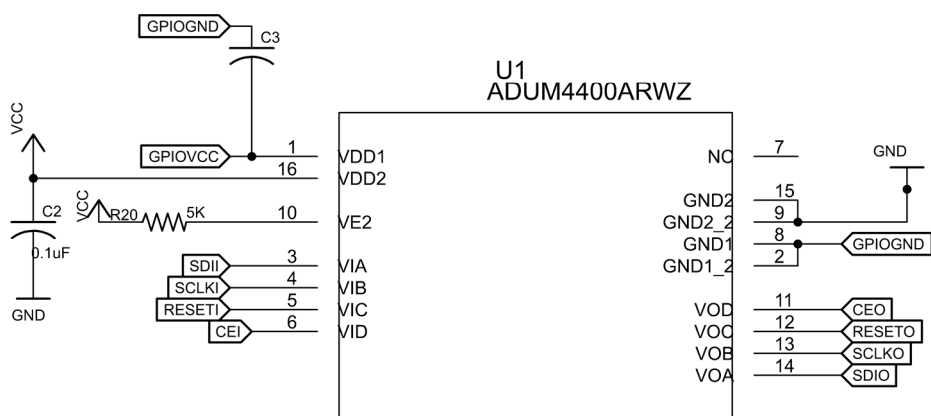 GPIOGND
C3
U1
ADUM4400ARWZ
VCC
GPIOVCC 1 VDD1
16 VDD2
C2
0.1uF
GND
VCC R20 5K 10 VE2
SDII 3 VIA
SCLKI 4 VIB
RESETI 5 VIC
CEI 6 VID
NC 7
GND
GND2 15
GND2_2 9
GND1 8 GPIOGND
GND1_2 2
VOD 11 CEO
VOC 12 RESETO
VOB 13 SCLKO
VOA 14 SDIO